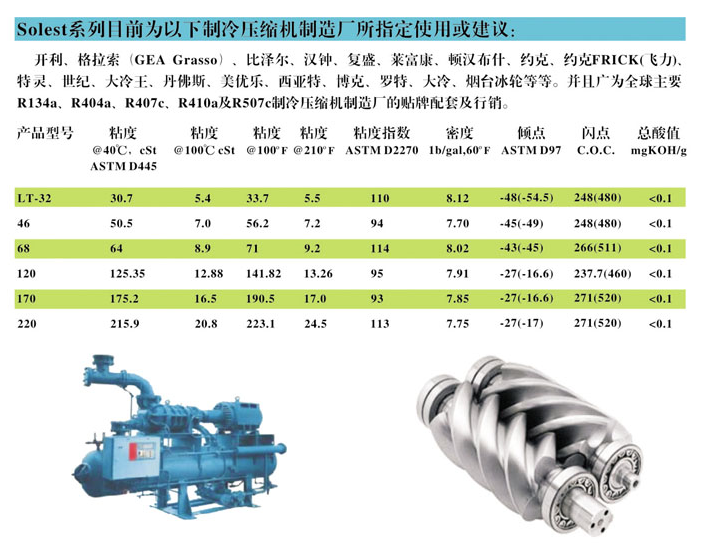 Solest系列目前为以下制冷压缩机制造厂所指定使用或建议：
开利、格拉索（GEA Grasso）、比泽尔、汉钟、复盛、莱富康、顿汉布什、约克、约克FRICK(飞力)、
特灵、世纪、大冷王、丹佛斯、美优乐、西亚特、博克、罗特、大冷、烟台冰轮等等。并且广为全球主要
R134a、R404a、R407c、R410a及R507c制冷压缩机制造厂的贴牌配套及行销。
产品型号 粘度 粘度 粘度 粘度 粘度指数 密度 倾点 闪点 总酸值
@40℃，cSt @100℃ cSt @100°F @210°F ASTM D2270 1b/gal,60°F ASTM D97 C.O.C. mgKOH/g
ASTM D445
LT-32 30.7 5.4 33.7 5.5 110 8.12 -48(-54.5) 248(480) <0.1
46 50.5 7.0 56.2 7.2 94 7.70 -45(-49) 248(480) <0.1
68 64 8.9 71 9.2 114 8.02 -43(-45) 266(511) <0.1
120 125.35 12.88 141.82 13.26 95 7.91 -27(-16.6) 237.7(460) <0.1
170 175.2 16.5 190.5 17.0 93 7.85 -27(-16.6) 271(520) <0.1
220 215.9 20.8 223.1 24.5 113 7.75 -27(-17) 271(520) <0.1